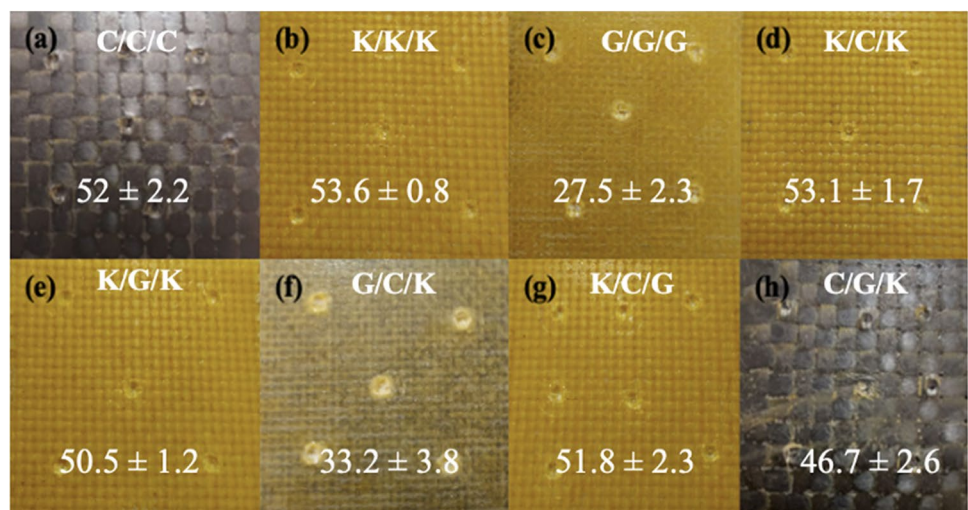 (a) C/C/C
52 ± 2.2
(b) K/K/K
53.6 ± 0.8
(c) G/G/G
27.5 ± 2.3
(d) K/C/K
53.1 ± 1.7
(e) K/G/K
50.5 ± 1.2
(f) G/C/K
33.2 ± 3.8
(g) K/C/G
51.8 ± 2.3
(h) C/G/K
46.7 ± 2.6